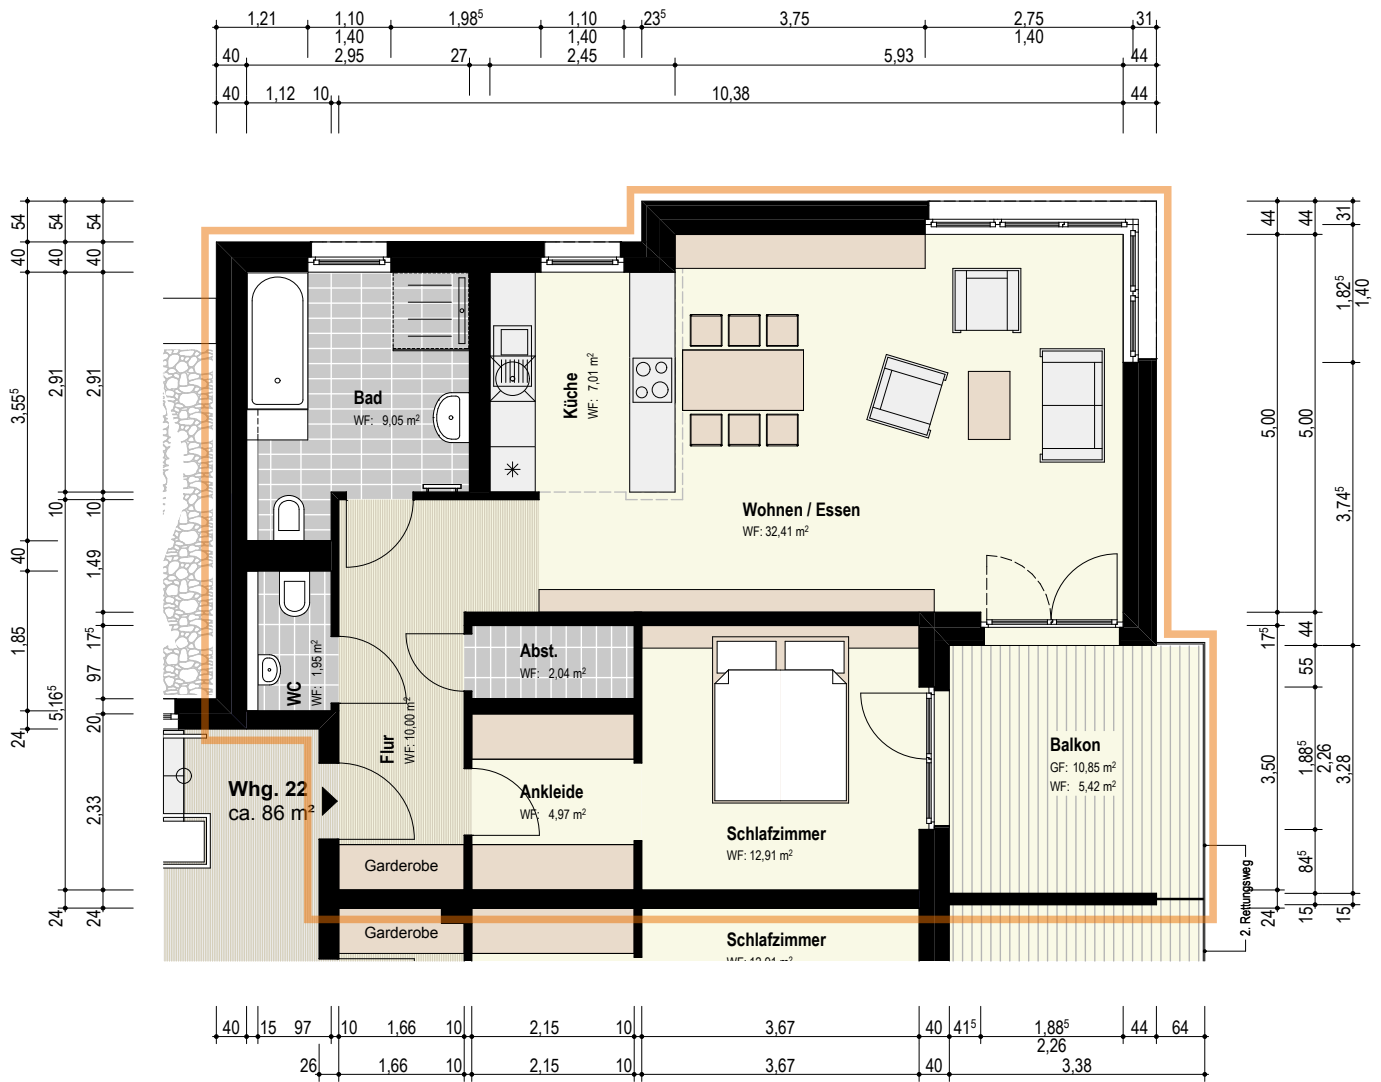 1,21 1,10 1,98⁵ 1,10 23⁵ 3,75 2,75 31
1,40 1,40 1,40
40 2,95 27 2,45 5,93 44
40 1,12 10 10,38 44
54 54 54
40 40 40
3,55⁵ 2,91 2,91
10 10
40 1,49
1,85 17⁵
97
5,16⁵ 20
24 2,33
24 24
44 44 31
1,82⁵
1,40
5,00 5,00 3,74⁵
17⁵ 44
55
3,50 1,88⁵ 3,28
2,26
84⁵
24 15 15
Bad
WF: 9,05 m²
Küche
WF: 7,01 m²
Wohnen / Essen
WF: 32,41 m²
WC
WF: 1,95 m²
Abst.
WF: 2,04 m²
Flur
WF: 10,00 m²
Whg. 22
ca. 86 m²
Ankleide
WF: 4,97 m²
Schlafzimmer
WF: 12,91 m²
Balkon
GF: 10,85 m²
WF: 5,42 m²
Garderobe
2. Rettungsweg
Garderobe
Schlafzimmer
WF: 12,91 m²
40 15 97 10 1,66 10 2,15 10 3,67 40 41⁵ 1,88⁵ 44 64
2,26
26 1,66 10 2,15 10 3,67 40 3,38